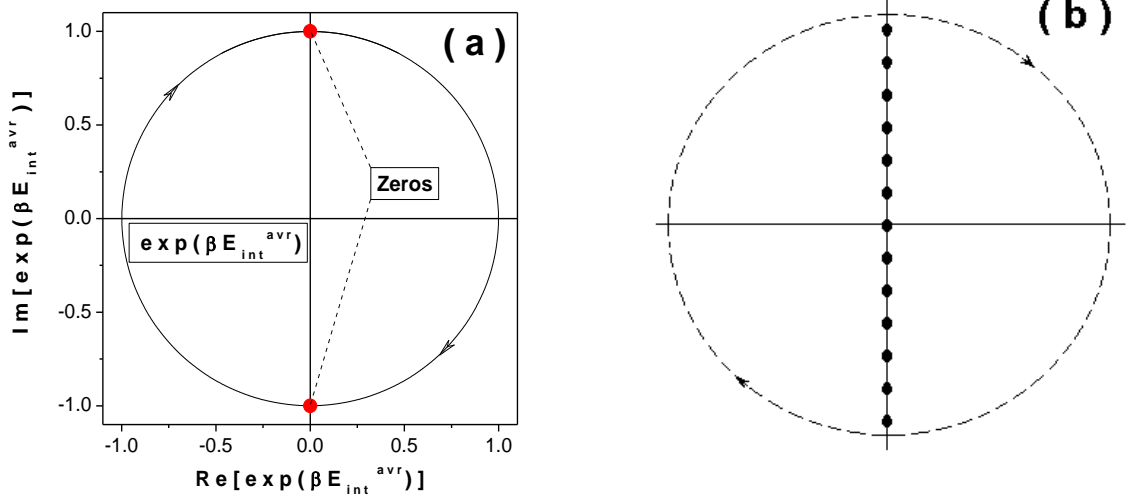 ( a )
( b )
1.0
0.5
0.0
-0.5
-1.0
Im[exp(βE_int^avr)]
Zeros
exp(βE_int^avr)
-1.0 -0.5 0.0 0.5 1.0
Re[exp(βE_int^avr)]